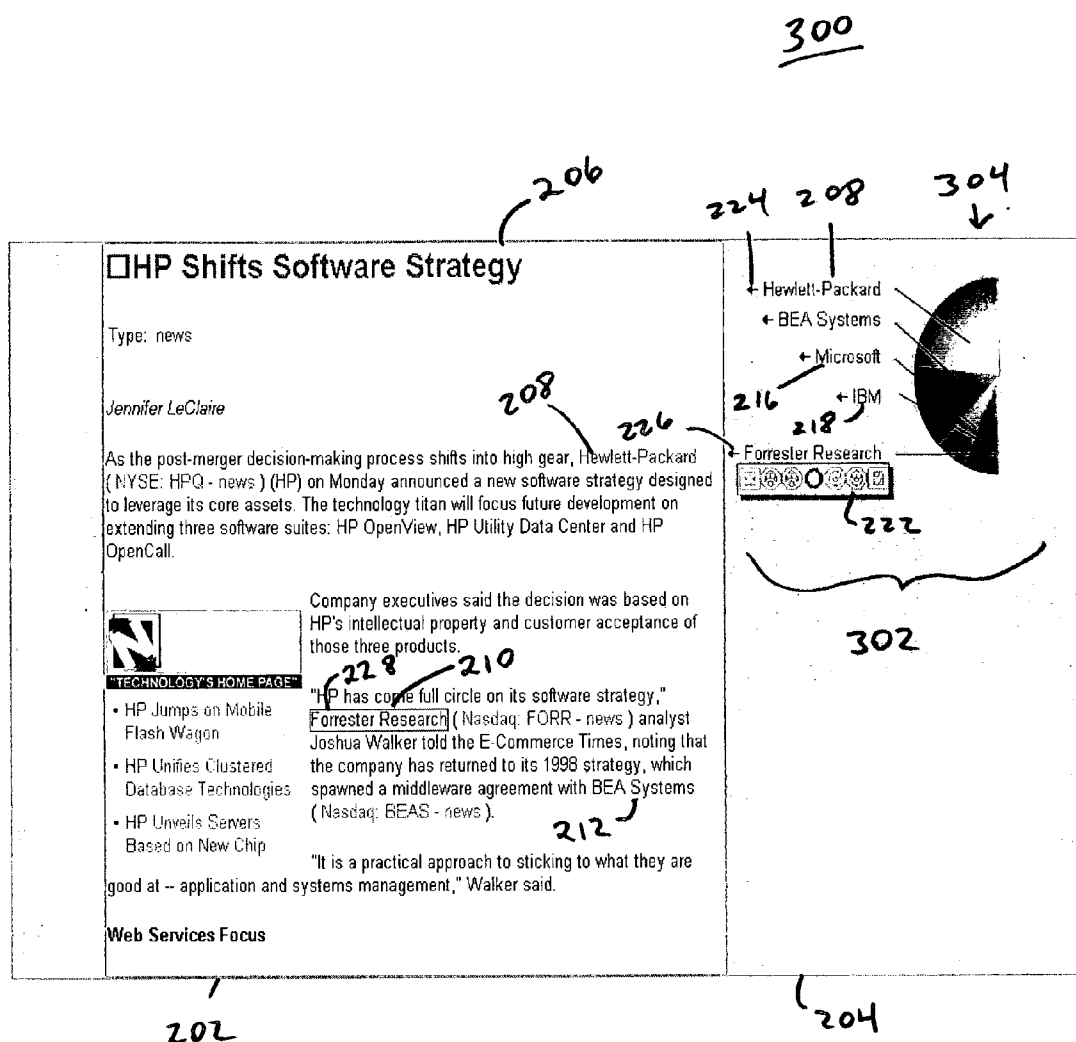 300
206
224 208 304
HP Shifts Software Strategy
Type: news
Jennifer LeClaire
208
As the post-merger decision-making process shifts into high gear, Hewlett-Packard
( NYSE: HPQ - news ) (HP) on Monday announced a new software strategy designed
to leverage its core assets. The technology titan will focus future development on
extending three software suites: HP OpenView, HP Utility Data Center and HP
OpenCall.
Company executives said the decision was based on
HP's intellectual property and customer acceptance of
those three products.
228 210
"HP has come full circle on its software strategy,"
Forrester Research ( Nasdaq: FORR - news ) analyst
Joshua Walker told the E-Commerce Times, noting that
the company has returned to its 1998 strategy, which
spawned a middleware agreement with BEA Systems
( Nasdaq: BEAS - news ).
212
N
"TECHNOLOGY'S HOME PAGE"
• HP Jumps on Mobile
Flash Wagon
• HP Unifies Clustered
Database Technologies
• HP Unveils Servers
Based on New Chip
"It is a practical approach to sticking to what they are
good at -- application and systems management," Walker said.
Web Services Focus
← Hewlett-Packard
← BEA Systems
← Microsoft
216
← IBM
218
226
← Forrester Research
222
302
202
204